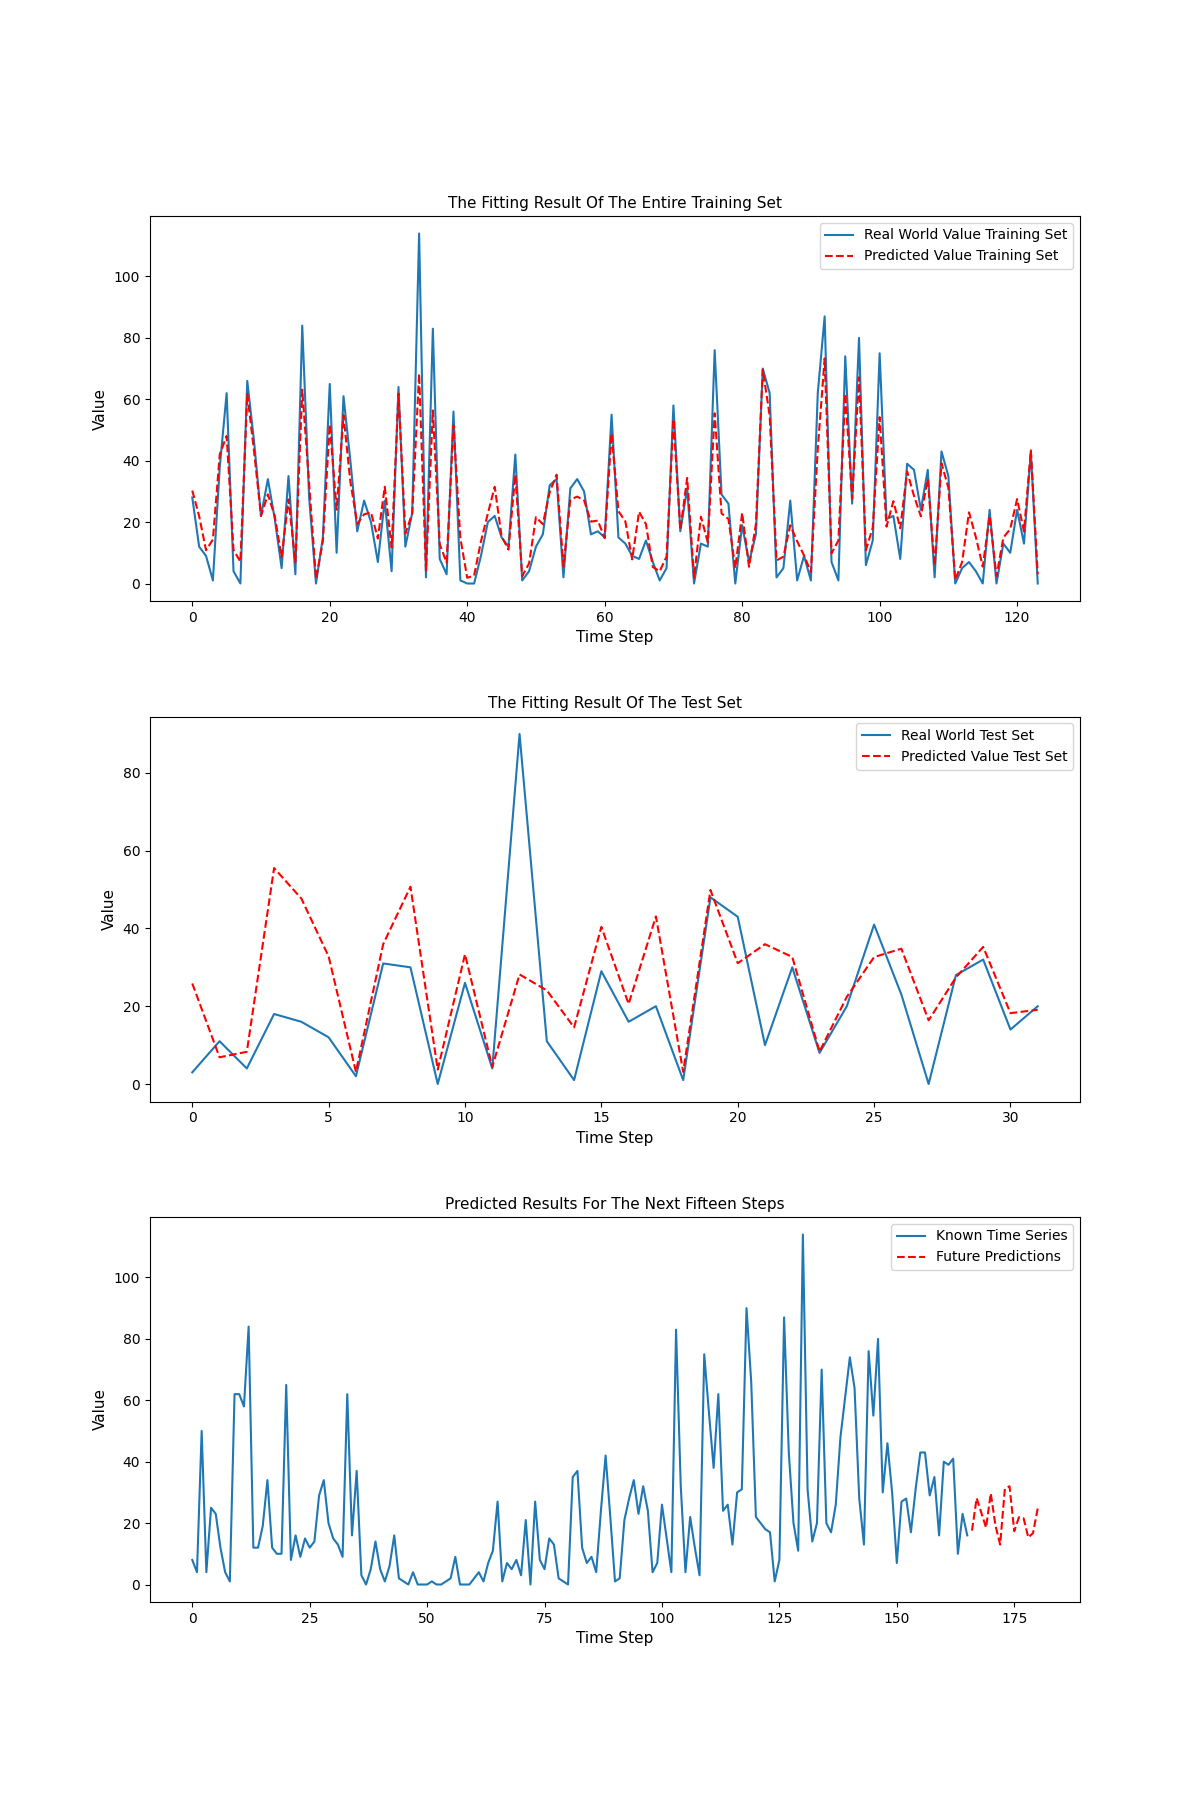 The Fitting Result Of The Entire Training Set
Real World Value Training Set
Predicted Value Training Set
Value
100
80
60
40
20
0
0 20 40 60 80 100 120
Time Step
The Fitting Result Of The Test Set
Real World Test Set
Predicted Value Test Set
Value
80
60
40
20
0
0 5 10 15 20 25 30
Time Step
Predicted Results For The Next Fifteen Steps
Known Time Series
Future Predictions
Value
100
80
60
40
20
0
0 25 50 75 100 125 150 175
Time Step